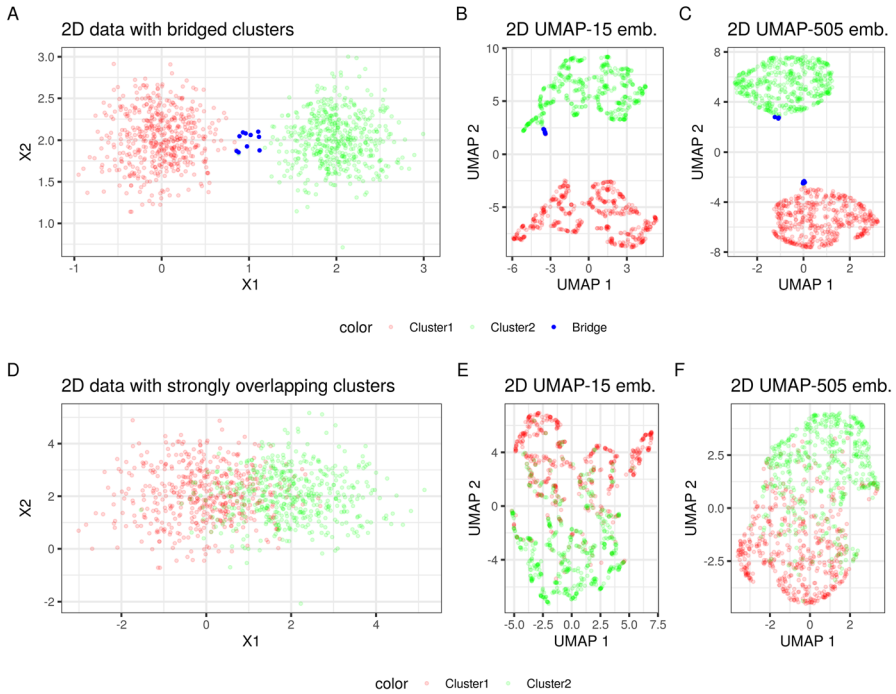 A
2D data with bridged clusters
3.0
2.5
2.0
1.5
1.0
X2
-1
0
1
2
3
X1
B
2D UMAP-15 emb.
10
5
0
-5
UMAP 2
-6
-3
0
3
UMAP 1
C
2D UMAP-505 emb.
8
4
0
-4
-8
UMAP 2
-2
0
2
UMAP 1
color Cluster1 Cluster2 Bridge
D
2D data with strongly overlapping clusters
4
2
0
-2
X2
-2
0
2
4
X1
E
2D UMAP-15 emb.
4
0
-4
UMAP 2
-5.0
-2.5
0.0
2.5
5.0
7.5
UMAP 1
F
2D UMAP-505 emb.
2.5
0.0
-2.5
UMAP 2
-2
0
2
UMAP 1
color Cluster1 Cluster2